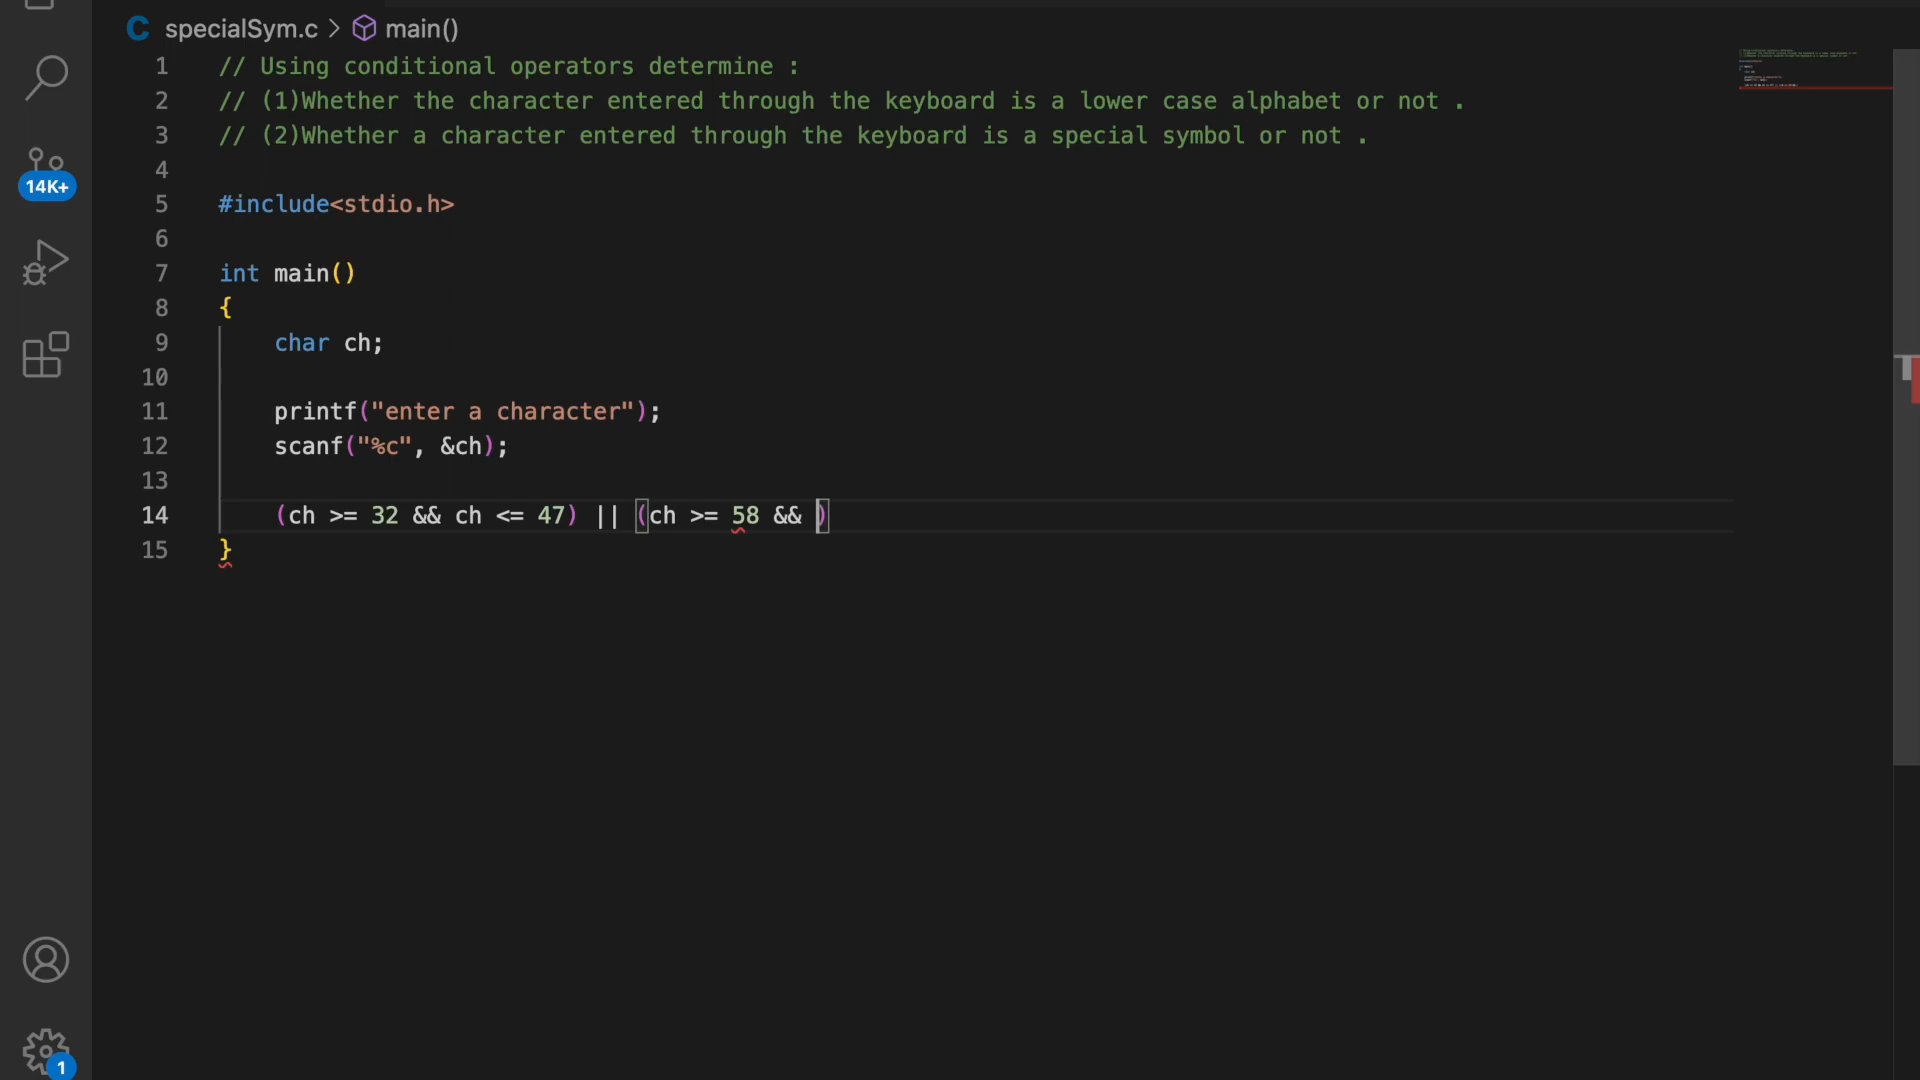 specialSym.c > main()
1 // Using conditional operators determine :
2 // (1)Whether the character entered through the keyboard is a lower case alphabet or not .
3 // (2)Whether a character entered through the keyboard is a special symbol or not .
4
5 #include<stdio.h>
6
7 int main()
8 {
9 char ch;
10
11 printf("enter a character");
12 scanf("%c", &ch);
13
14 (ch >= 32 && ch <= 47) || (ch >= 58 && )
15 }
14K+
1